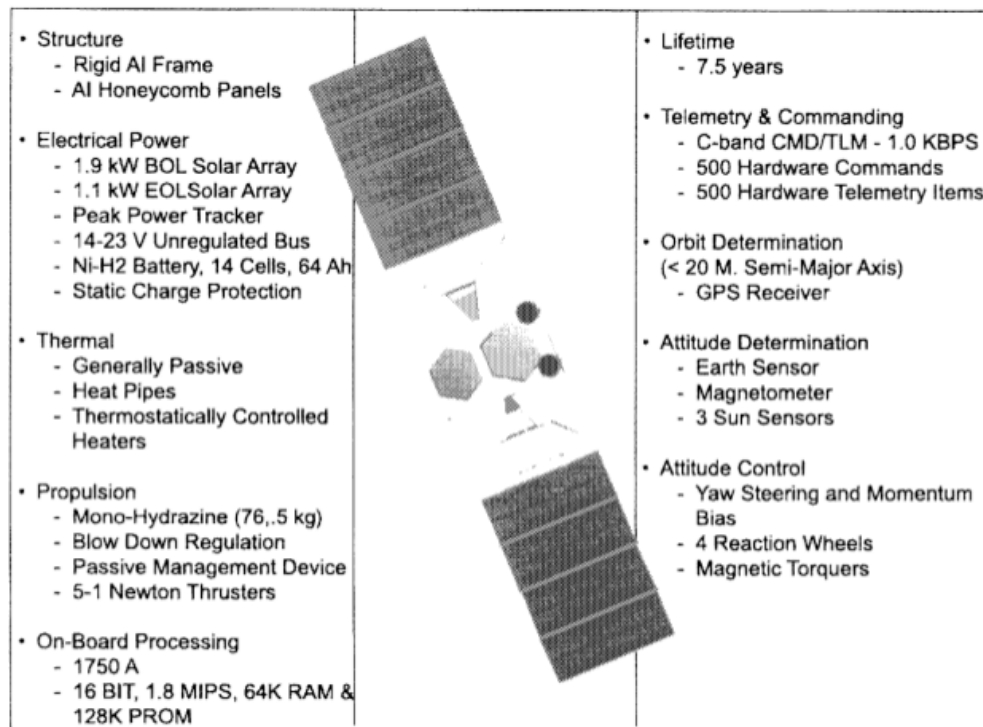 • Structure
- Rigid Al Frame
- Al Honeycomb Panels
• Electrical Power
- 1.9 kW BOL Solar Array
- 1.1 kW EOLSolar Array
- Peak Power Tracker
- 14-23 V Unregulated Bus
- Ni-H2 Battery, 14 Cells, 64 Ah
- Static Charge Protection
• Thermal
- Generally Passive
- Heat Pipes
- Thermostatically Controlled
Heaters
• Propulsion
- Mono-Hydrazine (76,.5 kg)
- Blow Down Regulation
- Passive Management Device
- 5-1 Newton Thrusters
• On-Board Processing
- 1750 A
- 16 BIT, 1.8 MIPS, 64K RAM &
128K PROM
• Lifetime
- 7.5 years
• Telemetry & Commanding
- C-band CMD/TLM - 1.0 KBPS
- 500 Hardware Commands
- 500 Hardware Telemetry Items
• Orbit Determination
(< 20 M. Semi-Major Axis)
- GPS Receiver
• Attitude Determination
- Earth Sensor
- Magnetometer
- 3 Sun Sensors
• Attitude Control
- Yaw Steering and Momentum
Bias
- 4 Reaction Wheels
- Magnetic Torquers